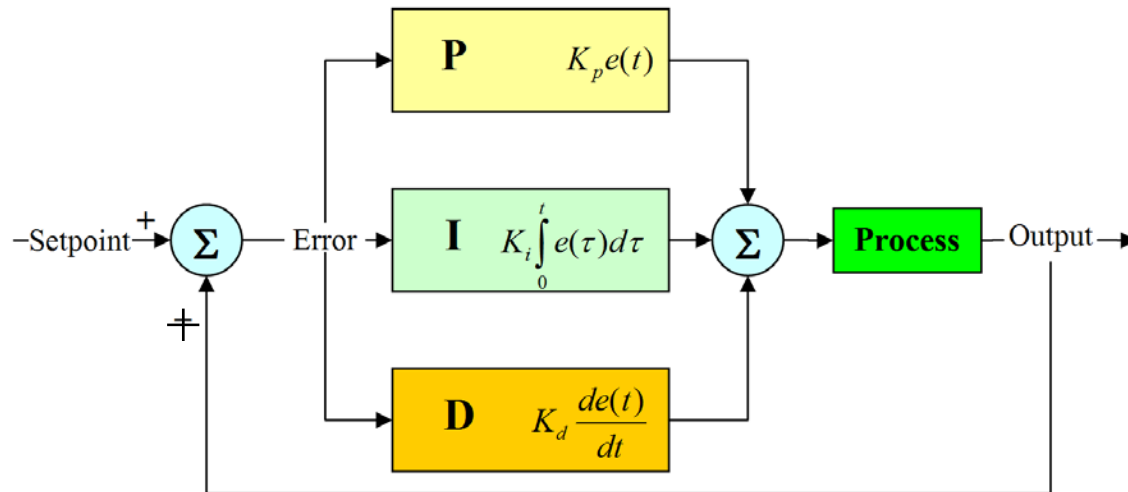 P K_p e(t)
–Setpoint + Σ Error I K_i ∫_0^t e(τ)dτ Σ Process Output
D K_d de(t)/dt